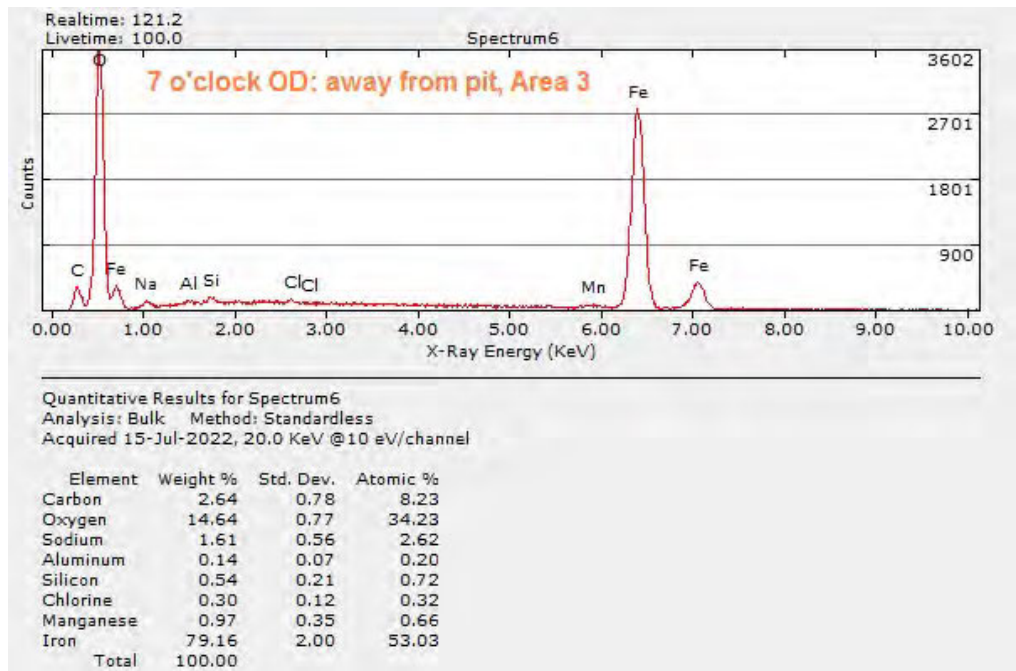 Realtime: 121.2
Livetime: 100.0 Spectrum6
O 3602
7 o'clock OD: away from pit, Area 3
Fe
2701
Counts
1801
900
C Fe Na Al Si Cl Cl Mn Fe
0.00 1.00 2.00 3.00 4.00 5.00 6.00 7.00 8.00 9.00 10.00
X-Ray Energy (KeV)
Quantitative Results for Spectrum6
Analysis: Bulk Method: Standardless
Acquired 15-Jul-2022, 20.0 KeV @10 eV/channel
Element Weight % Std. Dev. Atomic %
Carbon 2.64 0.78 8.23
Oxygen 14.64 0.77 34.23
Sodium 1.61 0.56 2.62
Aluminum 0.14 0.07 0.20
Silicon 0.54 0.21 0.72
Chlorine 0.30 0.12 0.32
Manganese 0.97 0.35 0.66
Iron 79.16 2.00 53.03
Total 100.00